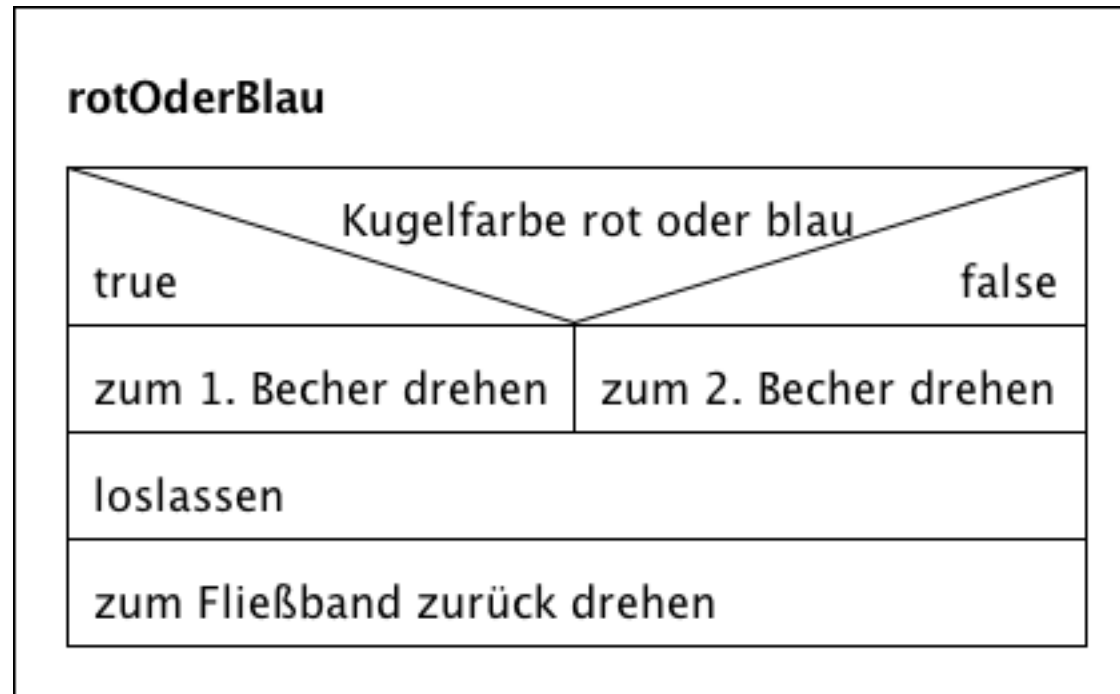 rotOderBlau
Kugelfarbe rot oder blau
true
false
zum 1. Becher drehen
zum 2. Becher drehen
loslassen
zum Fließband zurück drehen